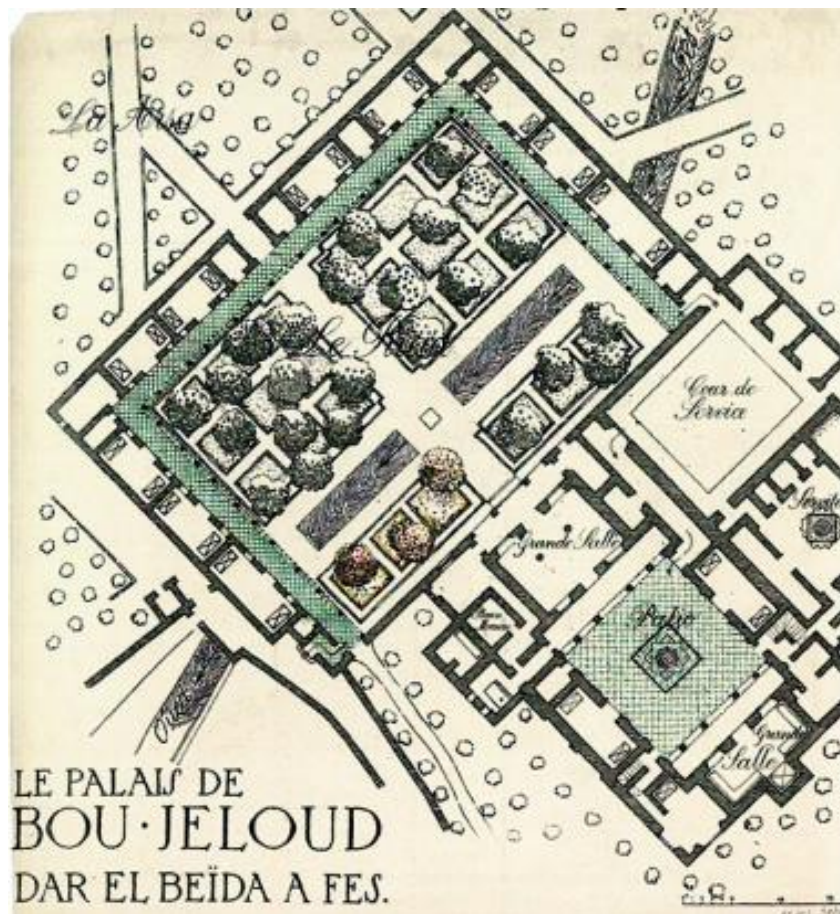 La Arsa
Le Riad
Cour de
Service
Grande Salle
Patio
Grande
Salle
LE PALAIS DE
BOU·JELOUD
DAR EL BEÏDA A FES.